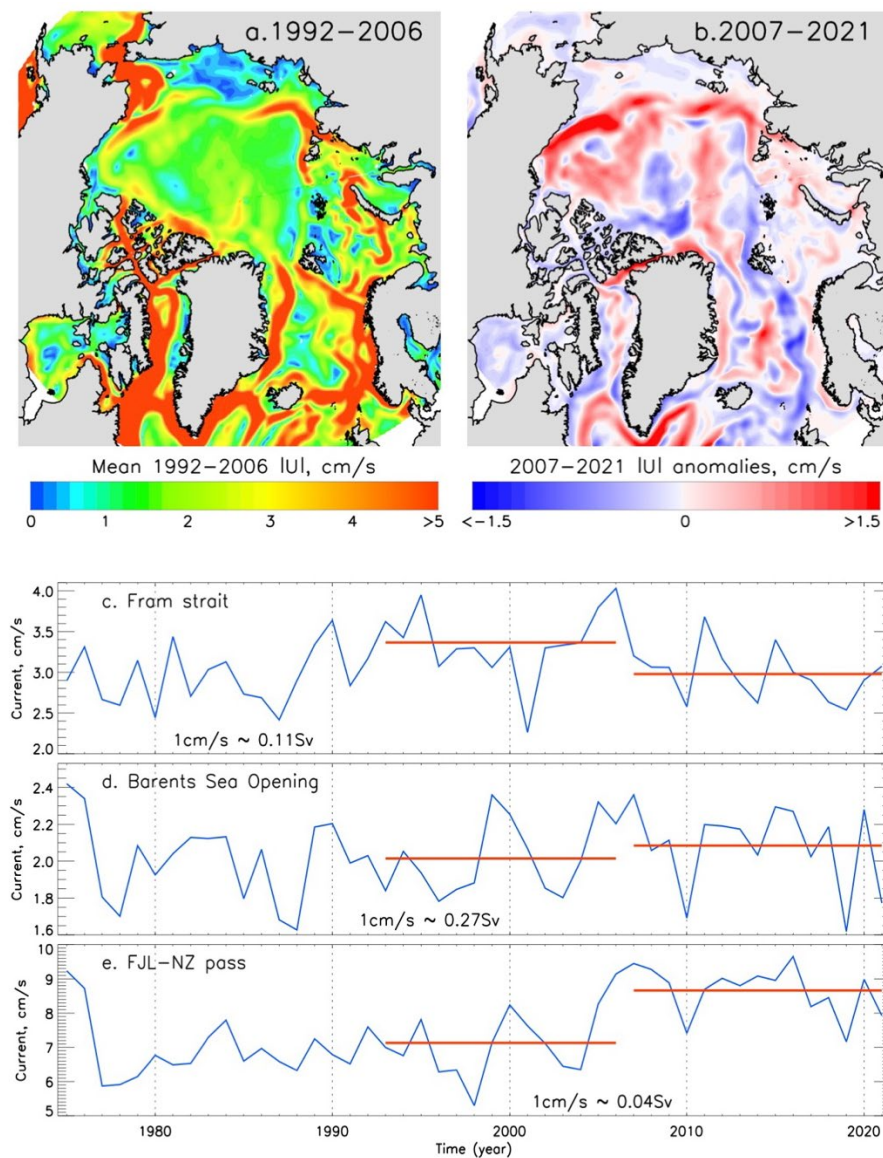 a.1992–2006
b.2007–2021
Mean 1992–2006 |U|, cm/s
0 1 2 3 4 >5
2007–2021 |U| anomalies, cm/s
<-1.5 0 >1.5
c. Fram strait
Current, cm/s
4.0
3.5
3.0
2.5
2.0
1cm/s ~ 0.11Sv
d. Barents Sea Opening
Current, cm/s
2.4
2.2
2.0
1.8
1.6
1cm/s ~ 0.27Sv
e. FJL–NZ pass
Current, cm/s
10
9
8
7
6
5
1cm/s ~ 0.04Sv
1980 1990 2000 2010 2020
Time (year)